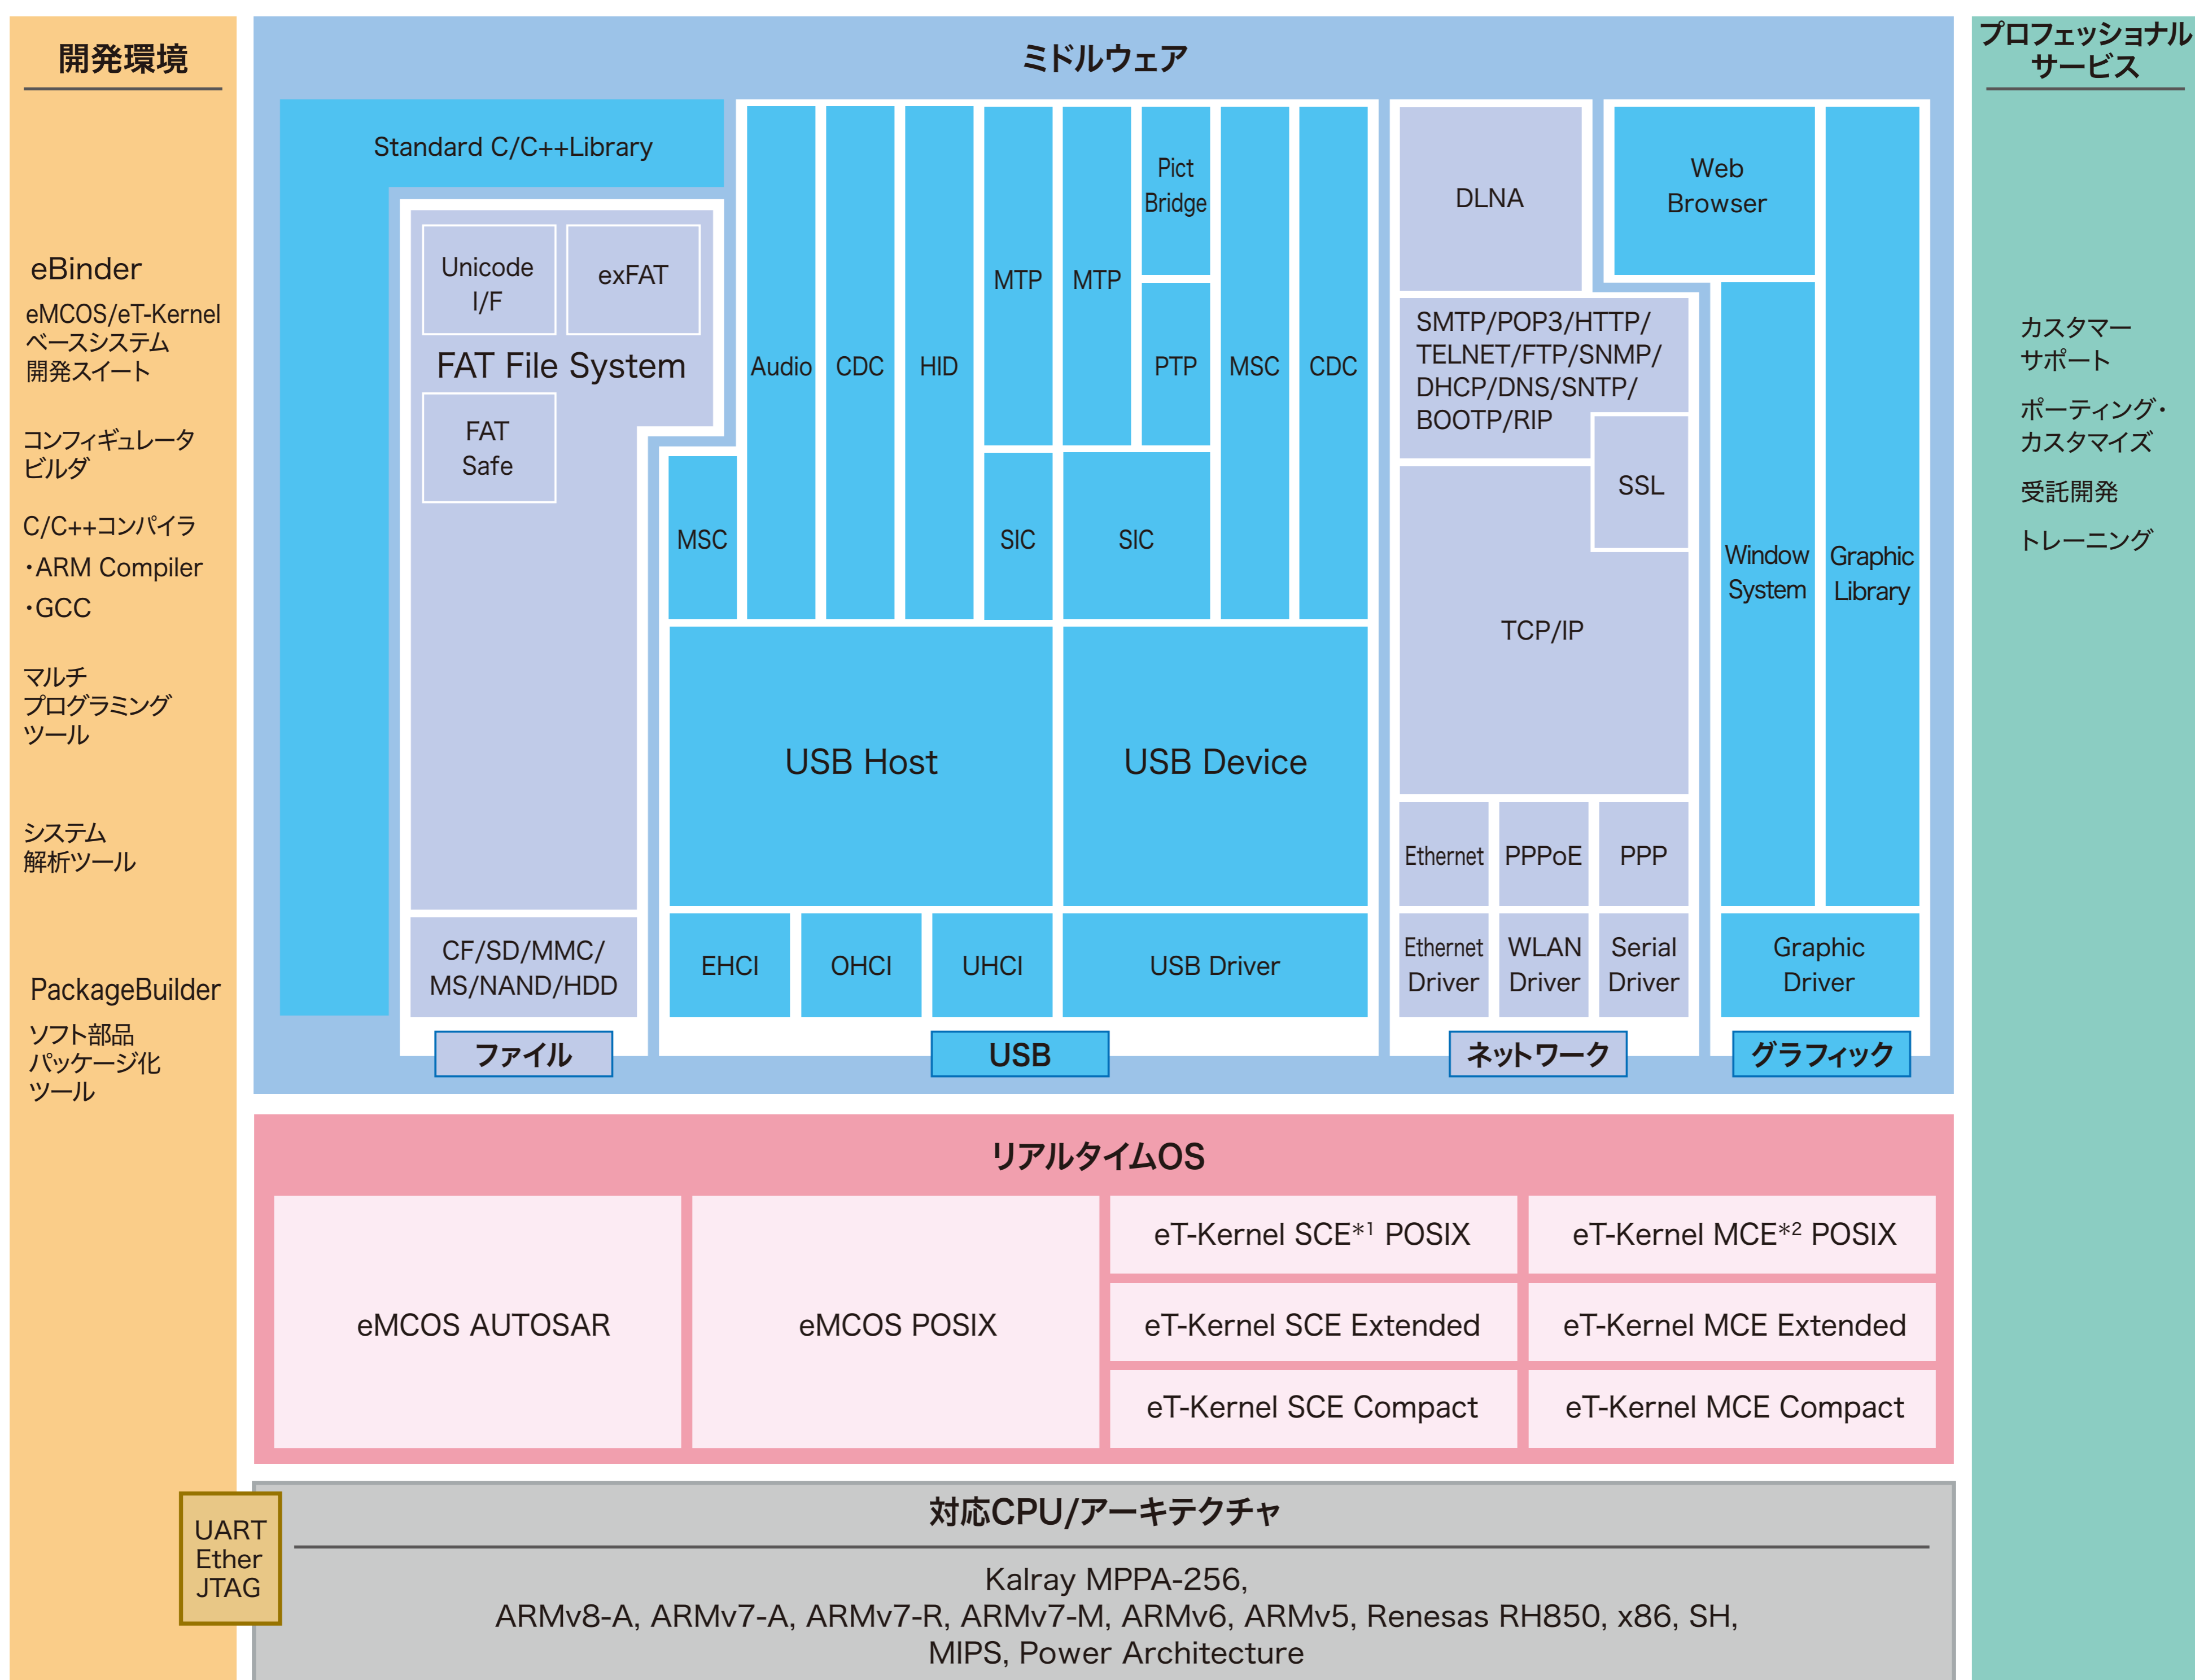 開発環境
eBinder
eMCOS/eT-Kernel
ベースシステム
開発スイート
コンフィギュレータ
ビルダ
C/C++コンパイラ
・ARM Compiler
・GCC
マルチ
プログラミング
ツール
システム
解析ツール
PackageBuilder
ソフト部品
パッケージ化
ツール
ミドルウェア
Standard C/C++Library
Unicode
I/F
exFAT
FAT File System
FAT
Safe
CF/SD/MMC/
MS/NAND/HDD
ファイル
MSC
Audio
CDC
HID
MTP
SIC
MTP
Pict
Bridge
PTP
SIC
MSC
CDC
USB Host
USB Device
EHCI
OHCI
UHCI
USB Driver
USB
DLNA
SMTP/POP3/HTTP/
TELNET/FTP/SNMP/
DHCP/DNS/SNTP/
BOOTP/RIP
SSL
TCP/IP
Ethernet
PPPoE
PPP
Ethernet
Driver
WLAN
Driver
Serial
Driver
ネットワーク
Web
Browser
Window
System
Graphic
Library
Graphic
Driver
グラフィック
プロフェッショナル
サービス
カスタマー
サポート
ポーティング・
カスタマイズ
受託開発
トレーニング
リアルタイムOS
eMCOS AUTOSAR
eMCOS POSIX
eT-Kernel SCE*1 POSIX
eT-Kernel MCE*2 POSIX
eT-Kernel SCE Extended
eT-Kernel MCE Extended
eT-Kernel SCE Compact
eT-Kernel MCE Compact
UART
Ether
JTAG
対応CPU/アーキテクチャ
Kalray MPPA-256,
ARMv8-A, ARMv7-A, ARMv7-R, ARMv7-M, ARMv6, ARMv5, Renesas RH850, x86, SH,
MIPS, Power Architecture